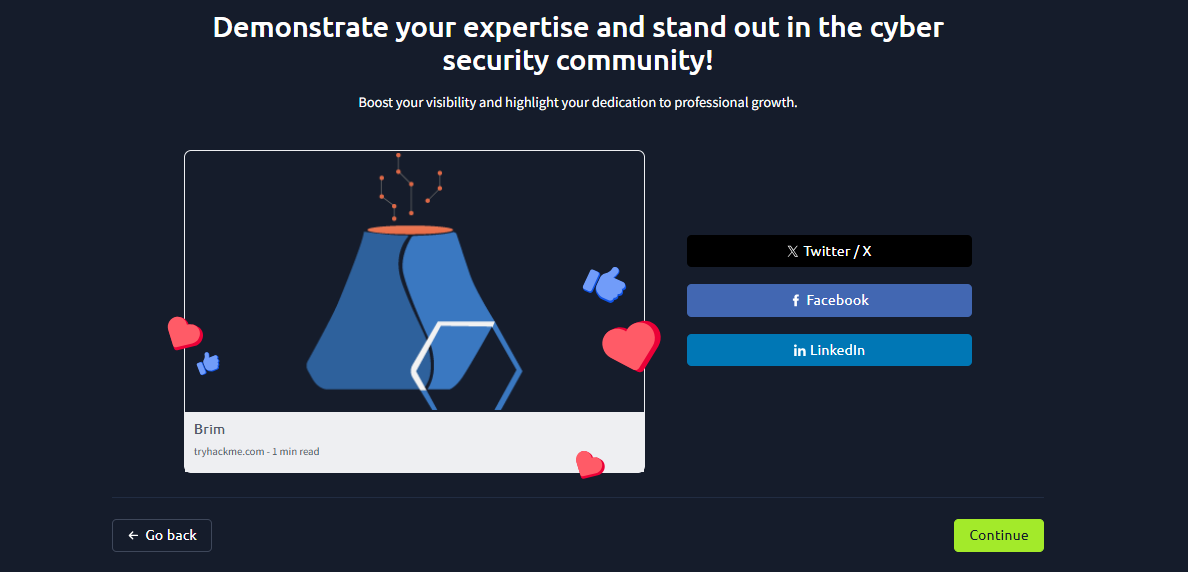 Demonstrate your expertise and stand out in the cyber
security community!
Boost your visibility and highlight your dedication to professional growth.
𝕏 Twitter / X
Facebook
LinkedIn
Brim
tryhackme.com - 1 min read
← Go back
Continue